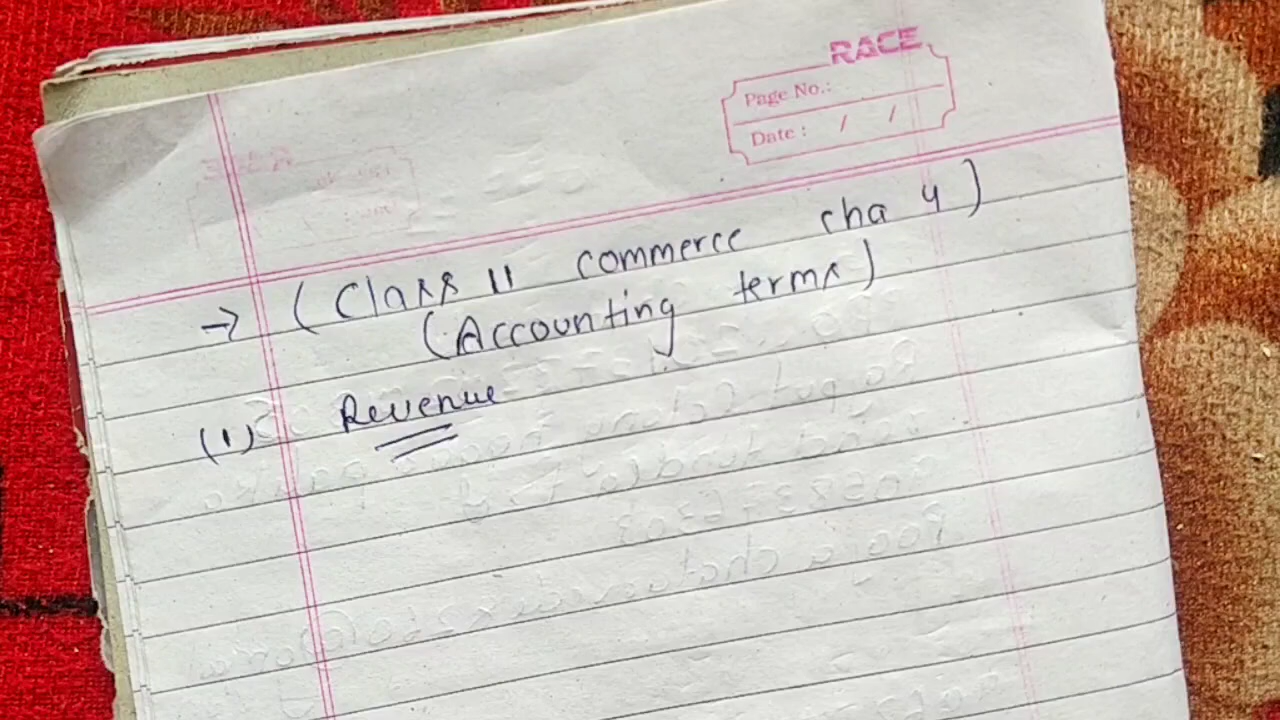 RACE
Page No.:
Date : / /
→ (Class 11 commerce cha 4)
(Accounting terms)
(1) Revenue